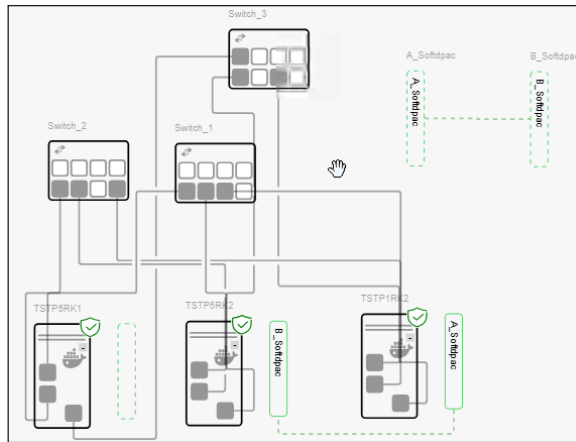 Switch_3
A_Softdpac
B_Softdpac
A_Softdpac
B_Softdpac
Switch_2
Switch_1
TSTP5RK1
TSTP5RK2
TSTP1RK2
B_Softdpac
A_Softdpac